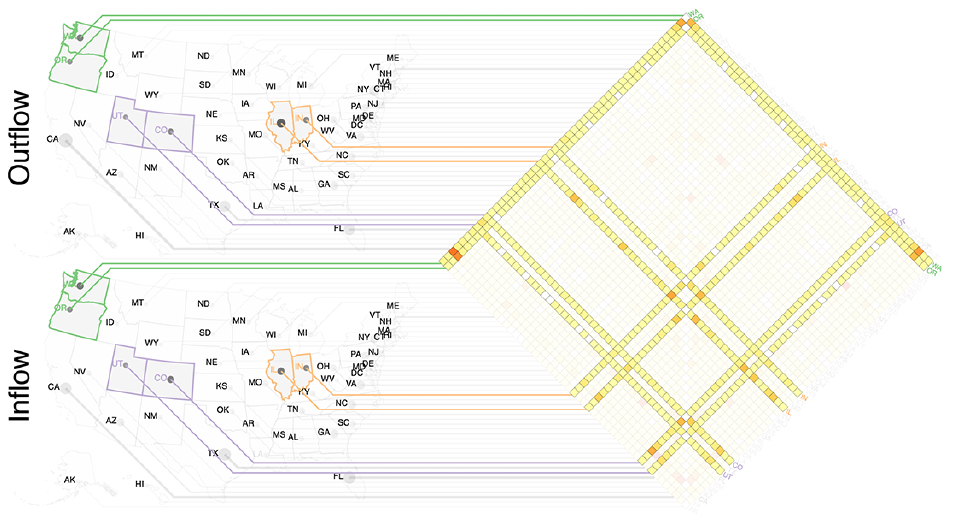 Outflow
WA
OR
MT
ND
ME
VT
NH
ID
MN
MA
WI
MI
SD
NY
CT
RI
WY
IA
PA
NJ
NE
UT
CO
IL
IN
OH
MD
DE
NV
DC
CA
KS
MO
WV
VA
KY
NC
OK
TN
AZ
NM
AR
SC
MS
AL
GA
TX
LA
FL
AK
HI
WA
OR
IN
IL
CO
UT
WA
OR
Inflow
WA
OR
MT
ND
ME
VT
NH
ID
MN
MA
WI
MI
SD
NY
CT
RI
WY
IA
PA
NJ
NE
UT
CO
IL
IN
OH
MD
DE
NV
DC
CA
KS
MO
WV
VA
KY
NC
OK
TN
AZ
NM
AR
SC
MS
AL
GA
TX
LA
FL
AK
HI
IN
IL
CO
UT